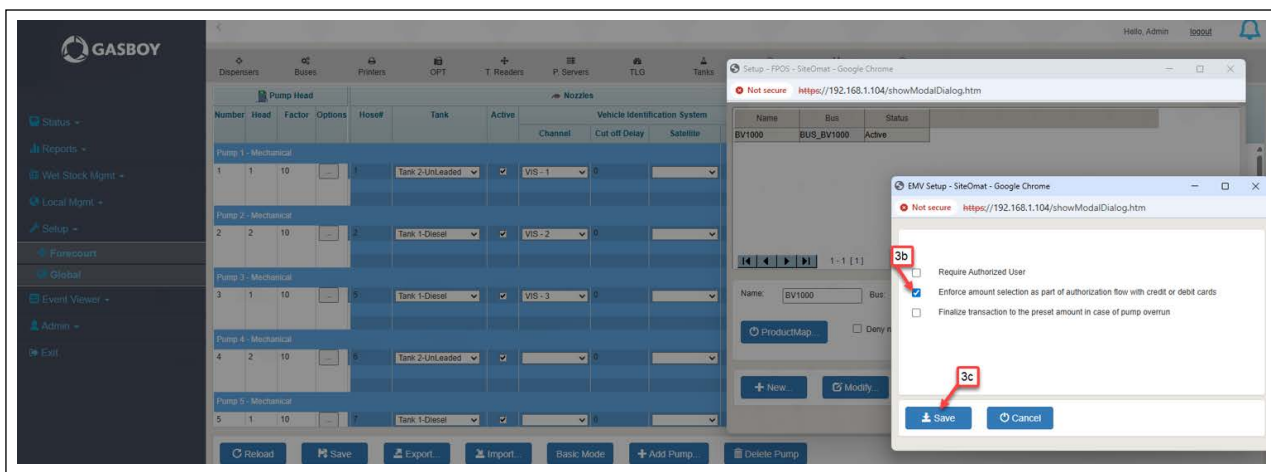 GASBOY
Hello, Admin logout
Dispensers Buses Printers OPT T. Readers P. Servers TLG Tanks
Status
Reports
Wet Stock Mgmt
Local Mgmt
Setup
Forecourt
Global
Event Viewer
Admin
Exit
Pump Head Nozzles
Number Head Factor Options Hose# Tank Active Vehicle Identification System
Channel Cut off Delay Satellite
Pump 1 - Mechanical
1 1 10 ... 1 Tank 2-UnLeaded VIS - 1 0
Pump 2 - Mechanical
2 2 10 ... 2 Tank 1-Diesel VIS - 2 0
Pump 3 - Mechanical
3 1 10 ... 5 Tank 1-Diesel VIS - 3 0
Pump 4 - Mechanical
4 2 10 ... 6 Tank 2-UnLeaded 0
Pump 5 - Mechanical
5 1 10 ... 7 Tank 1-Diesel 0
Reload Save Export... Import... Basic Mode Add Pump... Delete Pump
Setup - FPOS - SiteOmat - Google Chrome
Not secure https://192.168.1.104/showModalDialog.htm
Name Bus Status
BV1000 BUS_BV1000 Active
1 - 1 [1]
Name: BV1000 Bus:
ProductMap... Deny
New... Modify...
EMV Setup - SiteOmat - Google Chrome
Not secure https://192.168.1.104/showModalDialog.htm
3b
Require Authorized User
Enforce amount selection as part of authorization flow with credit or debit cards
Finalize transaction to the preset amount in case of pump overrun
3c
Save Cancel